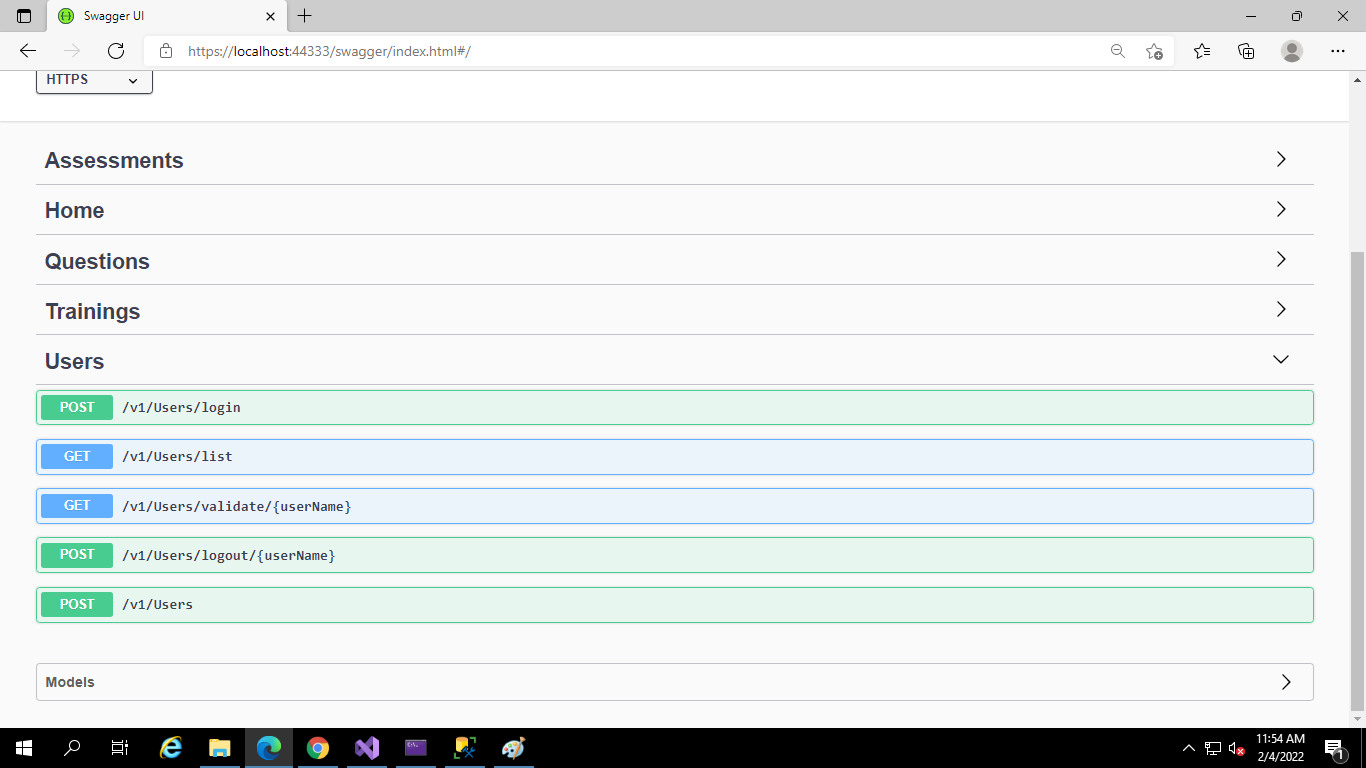 Swagger UI
https://localhost:44333/swagger/index.html#/
HTTPS
Assessments
Home
Questions
Trainings
Users
POST /v1/Users/login
GET /v1/Users/list
GET /v1/Users/validate/{userName}
POST /v1/Users/logout/{userName}
POST /v1/Users
Models
11:54 AM
2/4/2022
1